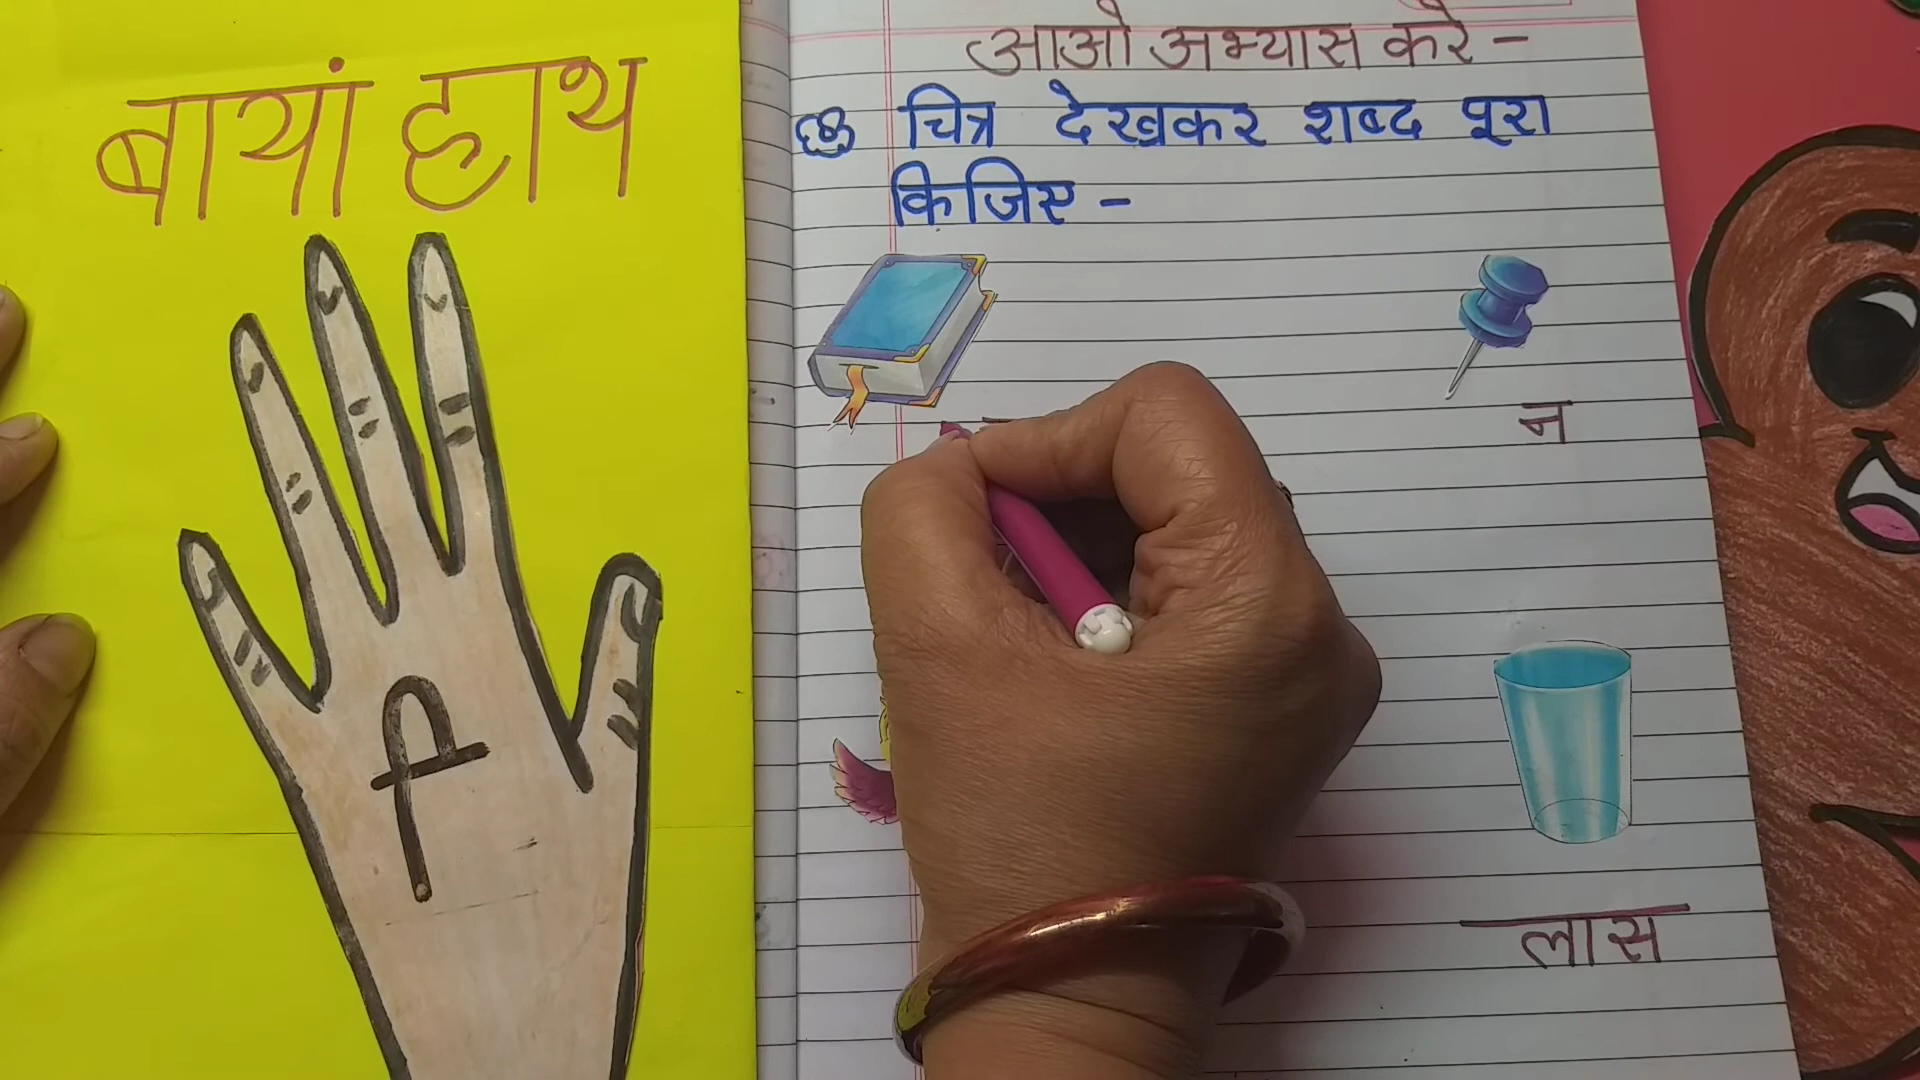 बायां हाथ
आओ अभ्यास करे -
चित्र देखकर शब्द पूरा
किजिए -
न
लास